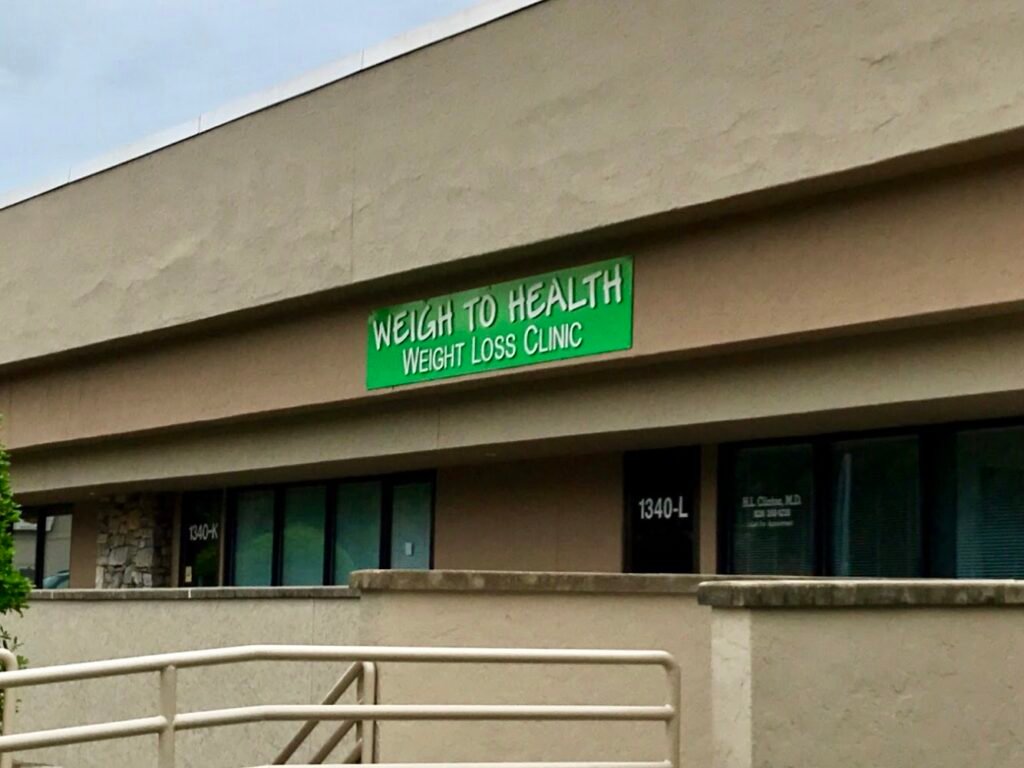 WEIGH TO HEALTH
WEIGHT LOSS CLINIC
1340-K
1340-L
M.D.